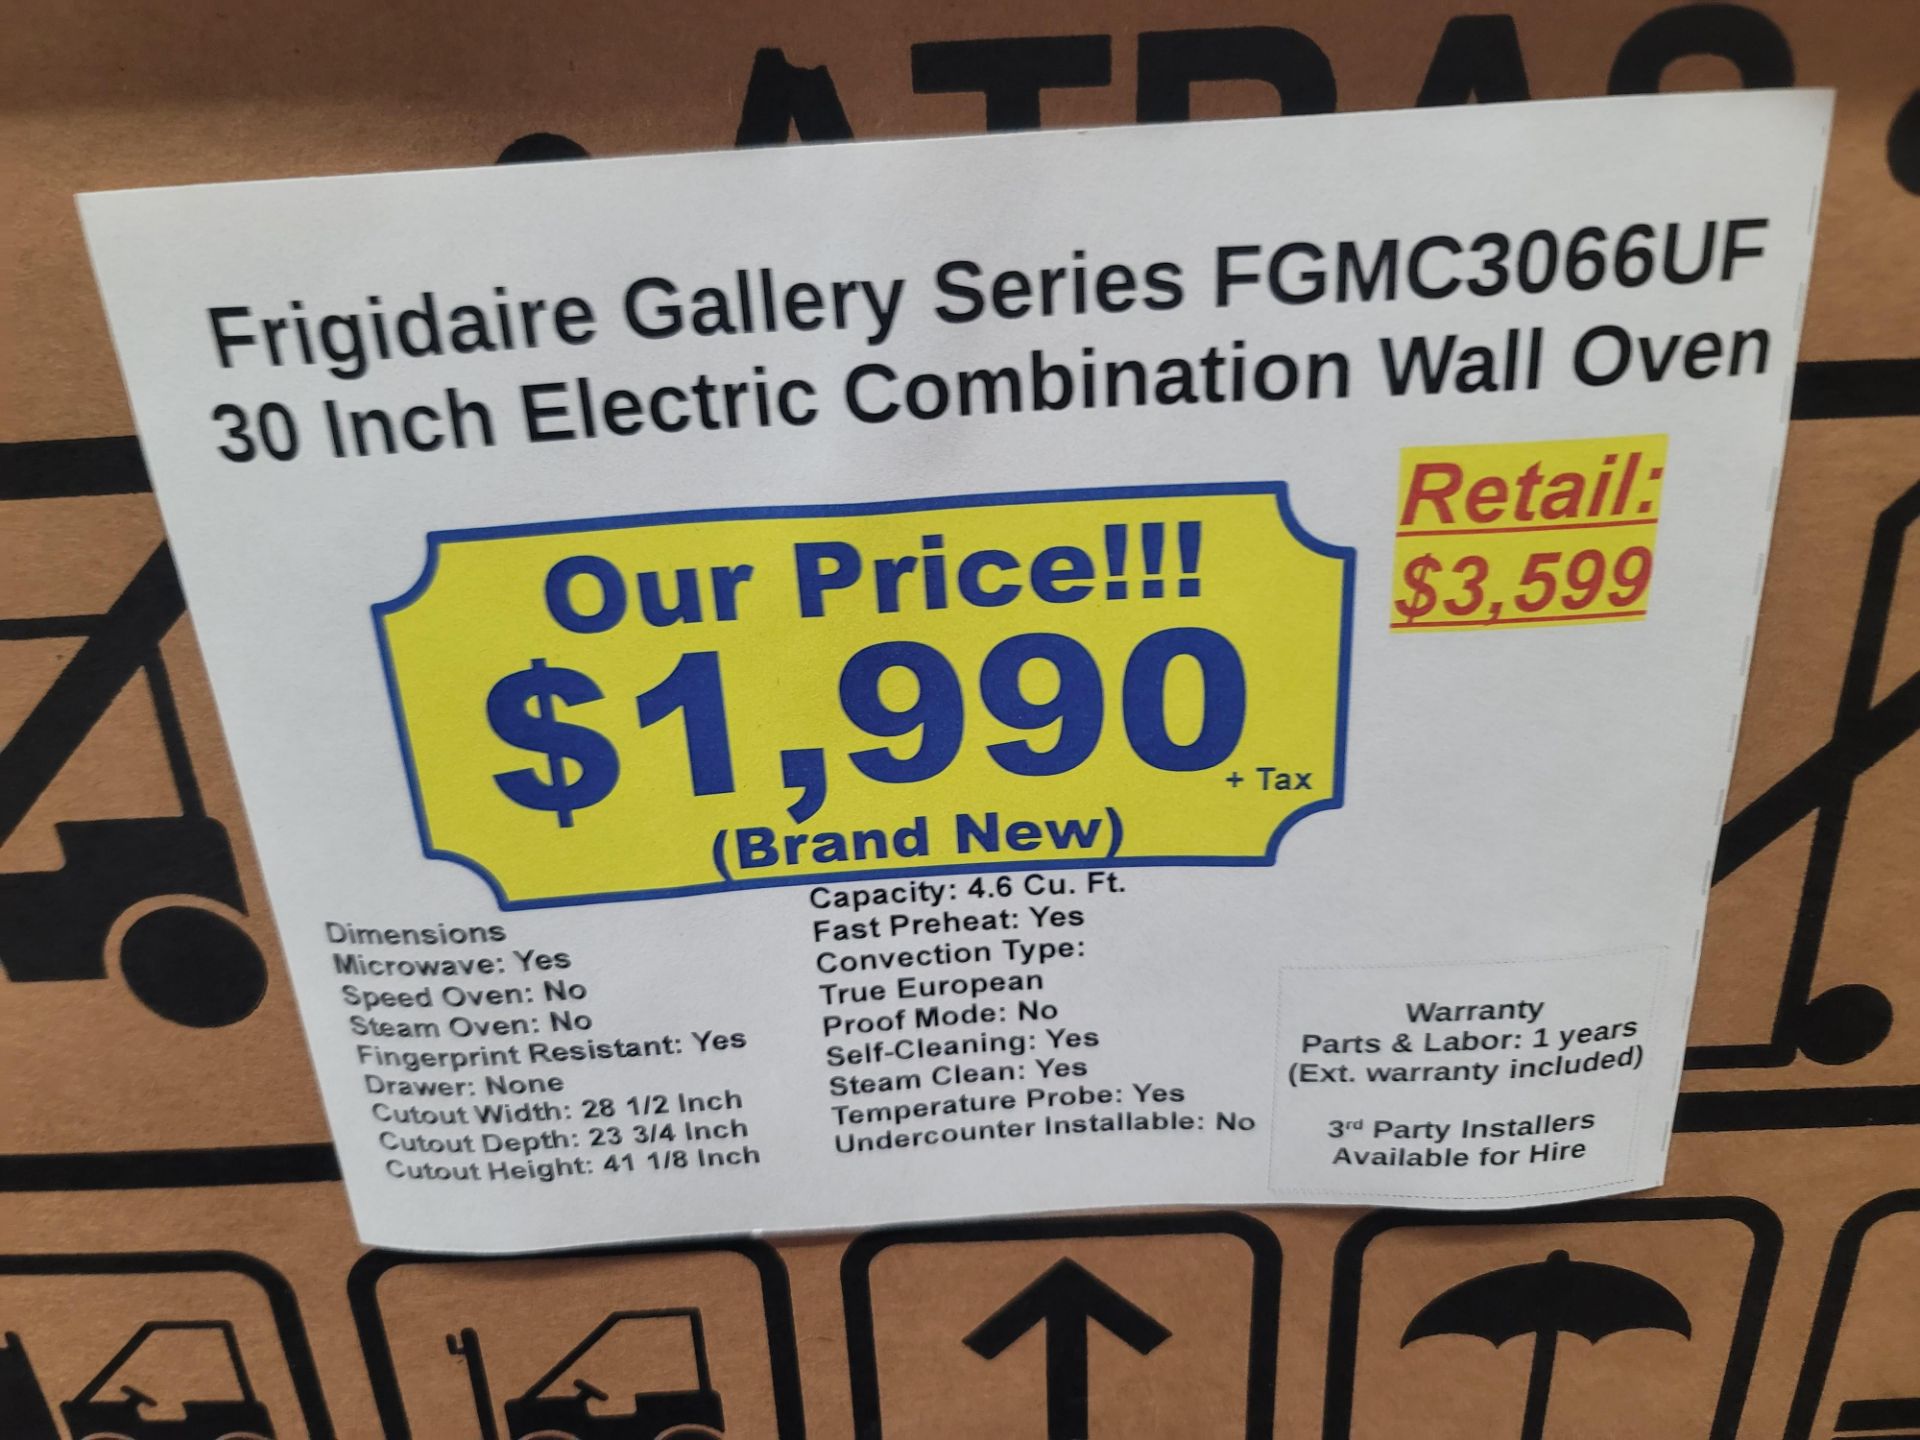 Frigidaire Gallery Series FGMC3066UF
30 Inch Electric Combination Wall Oven
Retail:
$3,599
Our Price!!!
$1,990
+ Tax
(Brand New)
Dimensions
Microwave: Yes
Speed Oven: No
Steam Oven: No
Fingerprint Resistant: Yes
Drawer: None
Cutout Width: 28 1/2 Inch
Cutout Depth: 23 3/4 Inch
Cutout Height: 41 1/8 Inch
Capacity: 4.6 Cu. Ft.
Fast Preheat: Yes
Convection Type:
True European
Proof Mode: No
Self-Cleaning: Yes
Steam Clean: Yes
Temperature Probe: Yes
Undercounter Installable: No
Warranty
Parts & Labor: 1 years
(Ext. warranty included)
3rd Party Installers
Available for Hire